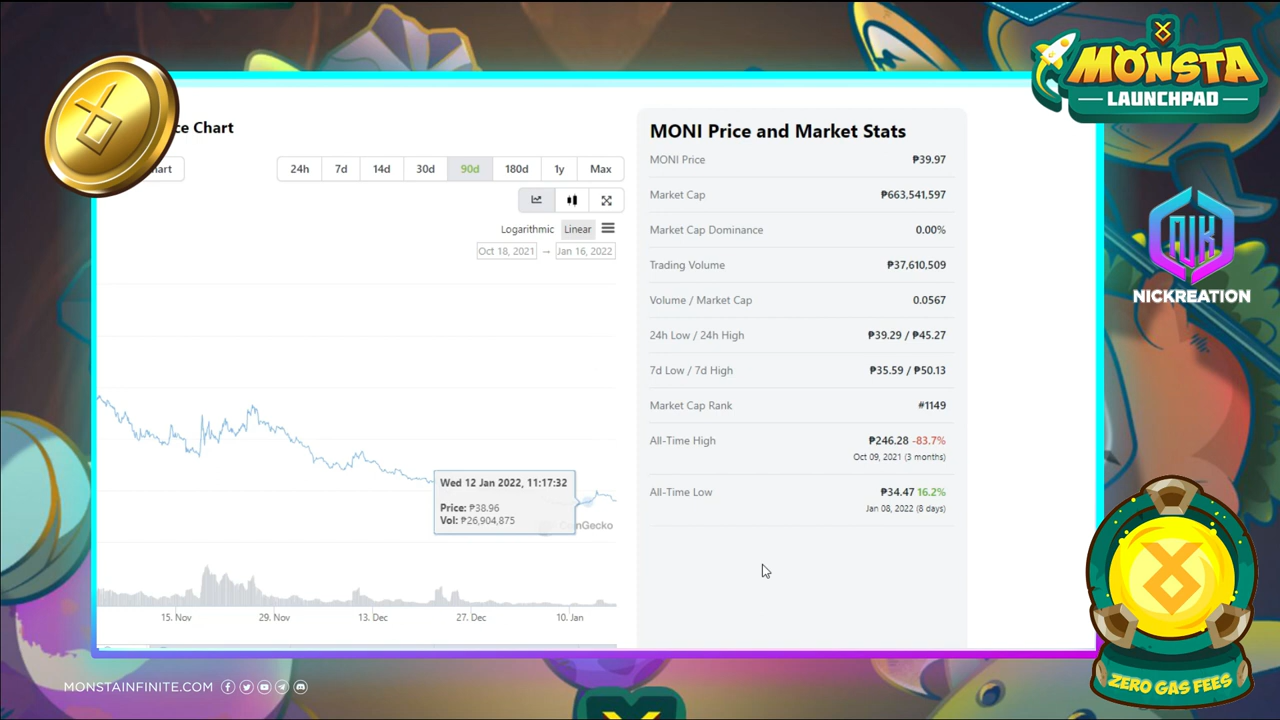 MONSTA
LAUNCHPAD
ce Chart
hart
24h 7d 14d 30d 90d 180d 1y Max
Logarithmic Linear
Oct 18, 2021 → Jan 16, 2022
Wed 12 Jan 2022, 11:17:32
Price: ₱38.96
Vol: ₱26,904,875
CoinGecko
15. Nov 29. Nov 13. Dec 27. Dec 10. Jan
MONI Price and Market Stats
MONI Price ₱39.97
Market Cap ₱663,541,597
Market Cap Dominance 0.00%
Trading Volume ₱37,610,509
Volume / Market Cap 0.0567
24h Low / 24h High ₱39.29 / ₱45.27
7d Low / 7d High ₱35.59 / ₱50.13
Market Cap Rank #1149
All-Time High ₱246.28 -83.7%
Oct 09, 2021 (3 months)
All-Time Low ₱34.47 16.2%
Jan 08, 2022 (8 days)
NK
NICKREATION
ZERO GAS FEES
MONSTAINFINITE.COM